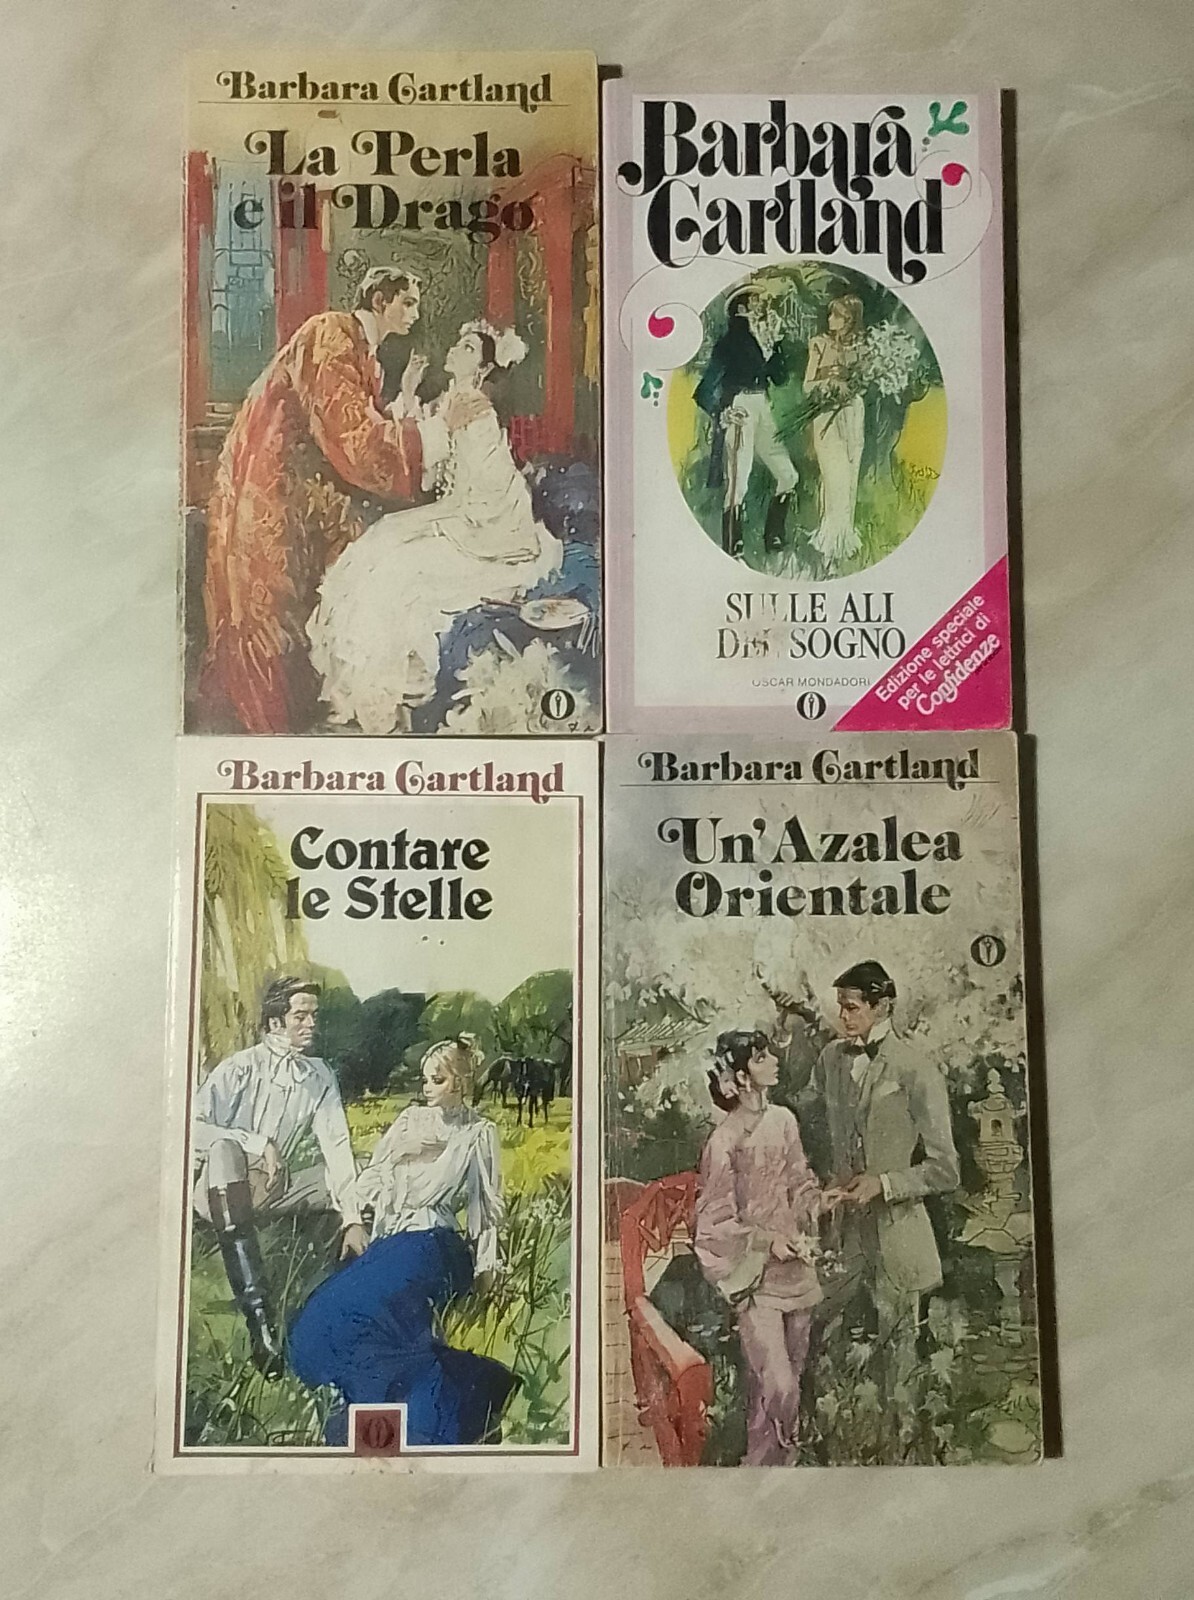 Barbara Cartland
La Perla
e il Drago
Barbara
Cartland
SULLE ALI
DEL SOGNO
OSCAR MONDADORI
Edizione speciale
per le lettrici di
Confidenze
Barbara Cartland
Contare
le Stelle
Barbara Cartland
Un'Azalea
Orientale